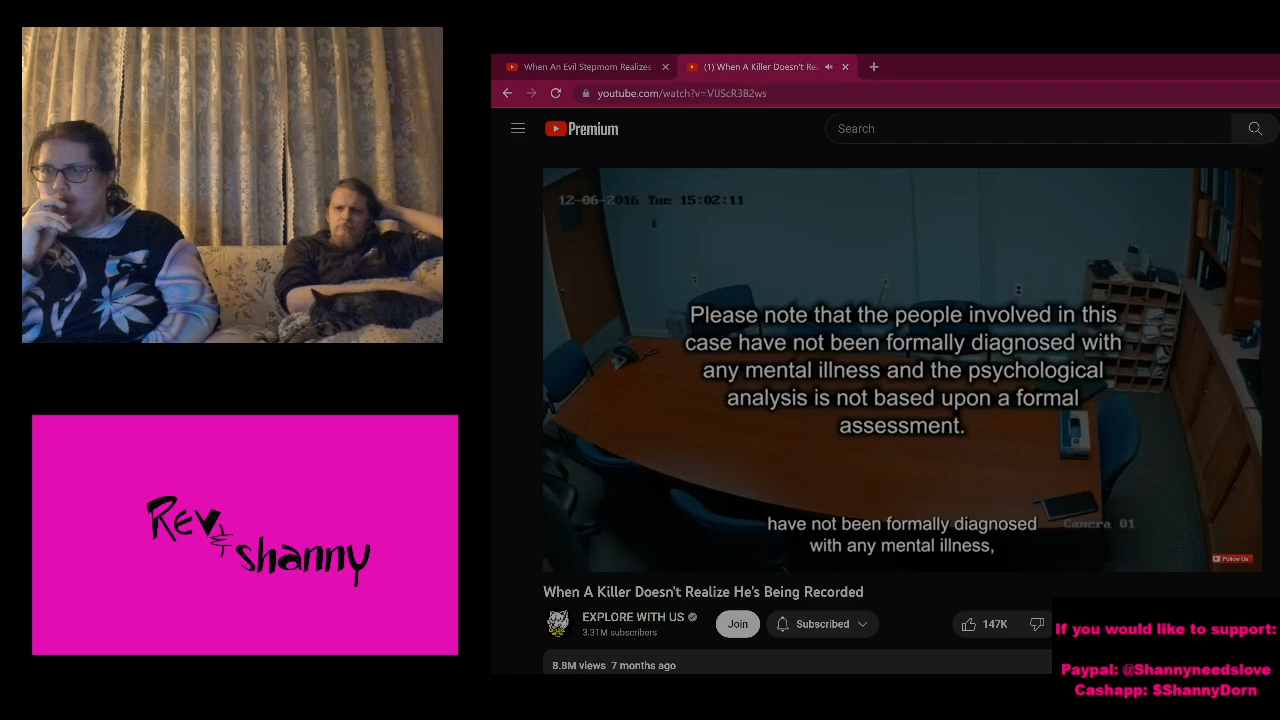 When An Evil Stepmom Realizes
(1) When A Killer Doesn't Re
youtube.com/watch?v=VlJScR3B2ws
Premium
Search
12-06-2016 Tue 15:02:11
Please note that the people involved in this
case have not been formally diagnosed with
any mental illness and the psychological
analysis is not based upon a formal
assessment.
have not been formally diagnosed
with any mental illness,
Camera 01
Follow Us
When A Killer Doesn't Realize He's Being Recorded
EXPLORE WITH US
3.31M subscribers
Join
Subscribed
147K
8.8M views 7 months ago
Rev
&
shanny
If you would like to support:
Paypal: @Shannyneedslove
Cashapp: $ShannyDorn